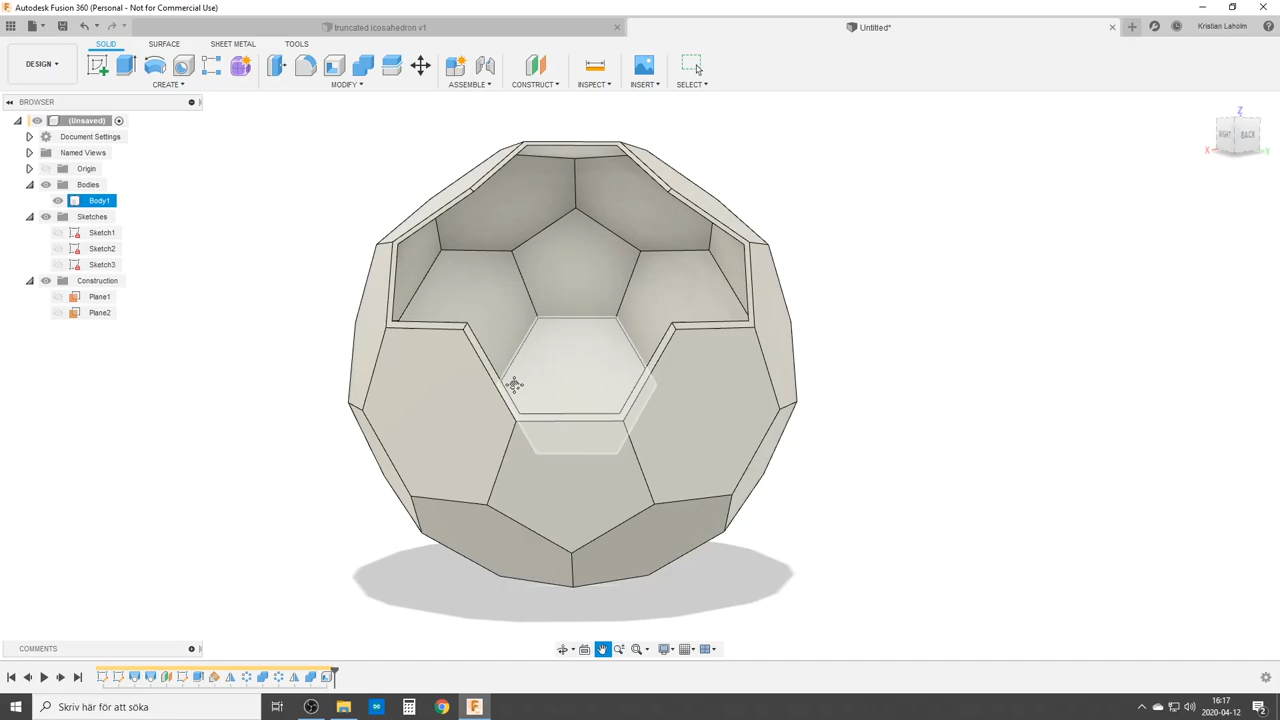 Autodesk Fusion 360 (Personal - Not for Commercial Use)
truncated icosahedron v1
Untitled*
Kristian Laholm
DESIGN
SOLID
SURFACE
SHEET METAL
TOOLS
CREATE
MODIFY
ASSEMBLE
CONSTRUCT
INSPECT
INSERT
SELECT
BROWSER
(Unsaved)
Document Settings
Named Views
Origin
Bodies
Body1
Sketches
Sketch1
Sketch2
Sketch3
Construction
Plane1
Plane2
Z
RIGHT
BACK
X
Y
COMMENTS
Skriv här för att söka
16:17
2020-04-12
2